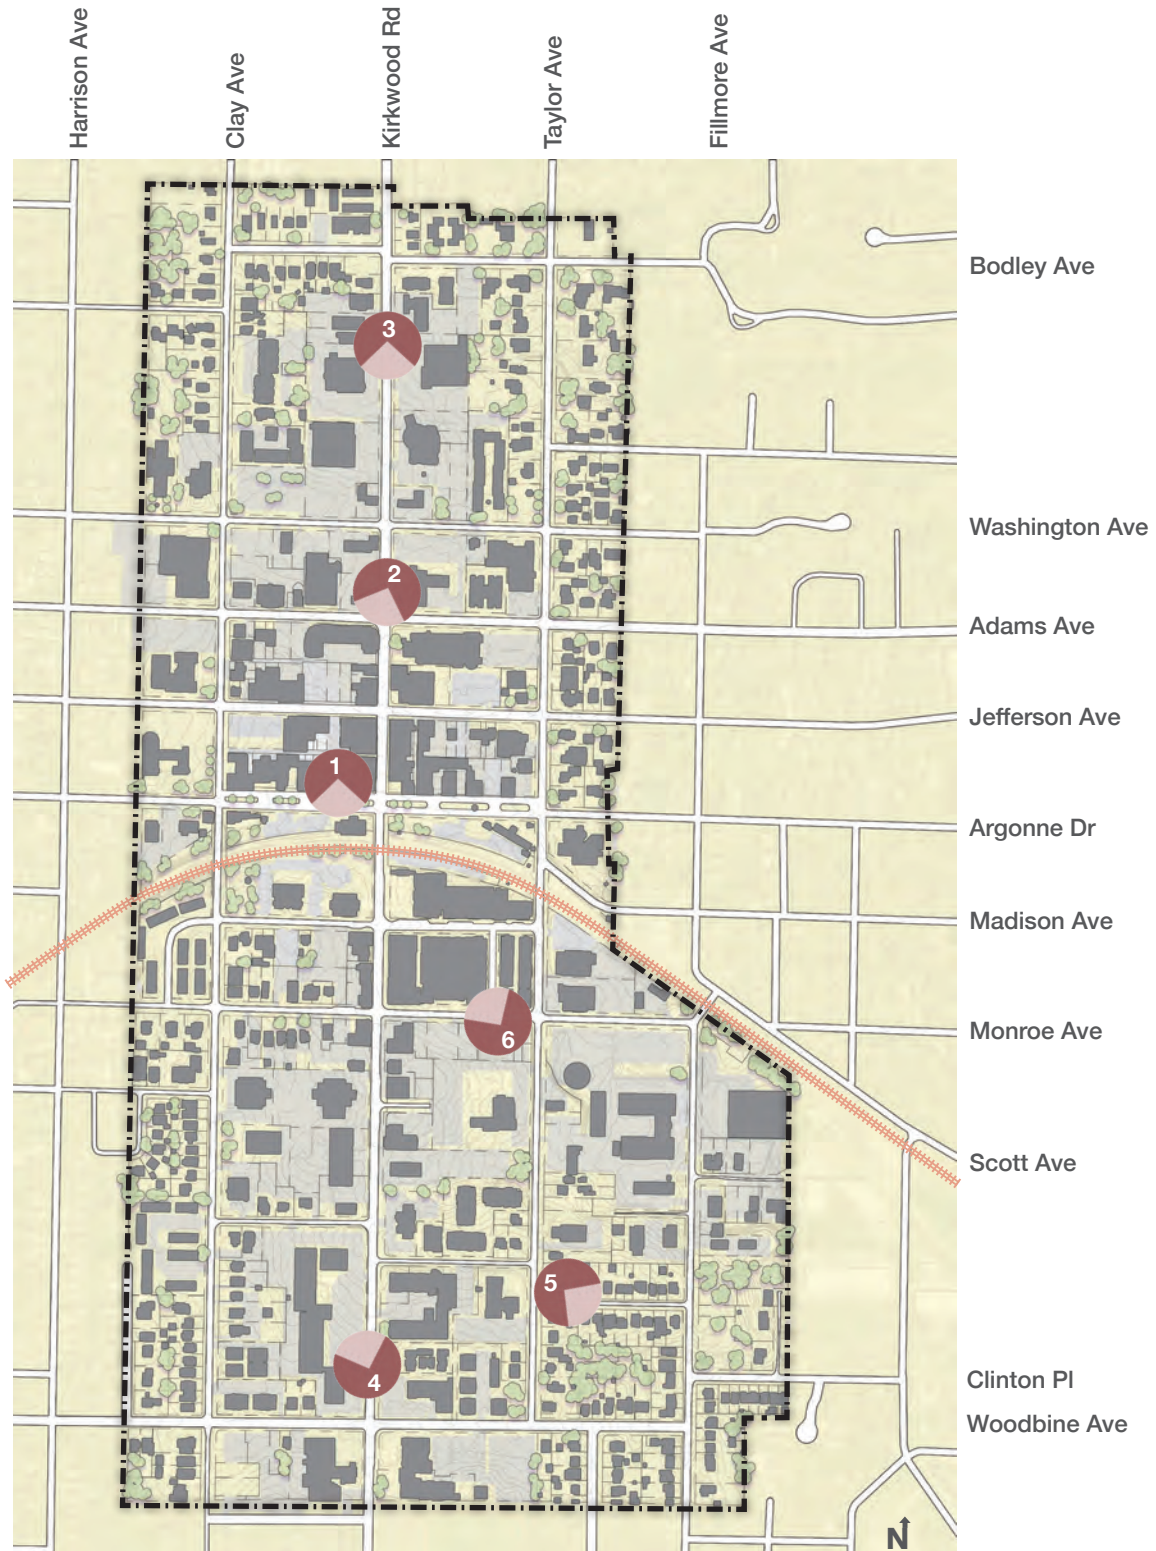 Harrison Ave
Clay Ave
Kirkwood Rd
Taylor Ave
Fillmore Ave
Bodley Ave
3
Washington Ave
2
Adams Ave
Jefferson Ave
1
Argonne Dr
Madison Ave
6
Monroe Ave
Scott Ave
5
4
Clinton Pl
Woodbine Ave
N